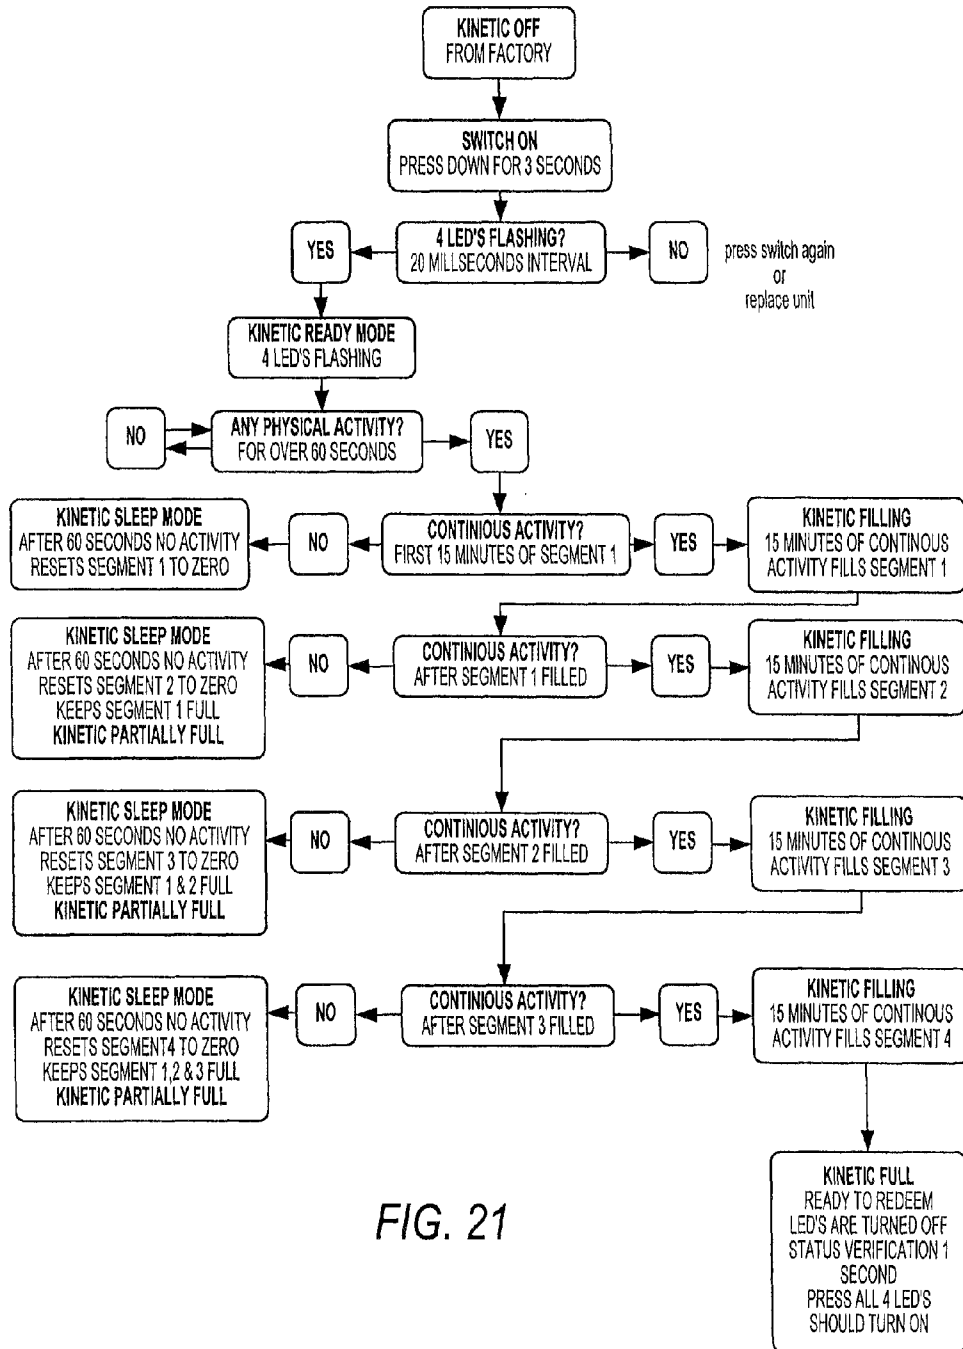 KINETIC OFF
FROM FACTORY
SWITCH ON
PRESS DOWN FOR 3 SECONDS
YES
4 LED'S FLASHING?
20 MILLSECONDS INTERVAL
NO
press switch again
or
replace unit
KINETIC READY MODE
4 LED'S FLASHING
NO
ANY PHYSICAL ACTIVITY?
FOR OVER 60 SECONDS
YES
KINETIC SLEEP MODE
AFTER 60 SECONDS NO ACTIVITY
RESETS SEGMENT 1 TO ZERO
NO
CONTINIOUS ACTIVITY?
FIRST 15 MINUTES OF SEGMENT 1
YES
KINETIC FILLING
15 MINUTES OF CONTINOUS
ACTIVITY FILLS SEGMENT 1
KINETIC SLEEP MODE
AFTER 60 SECONDS NO ACTIVITY
RESETS SEGMENT 2 TO ZERO
KEEPS SEGMENT 1 FULL
KINETIC PARTIALLY FULL
NO
CONTINIOUS ACTIVITY?
AFTER SEGMENT 1 FILLED
YES
KINETIC FILLING
15 MINUTES OF CONTINOUS
ACTIVITY FILLS SEGMENT 2
KINETIC SLEEP MODE
AFTER 60 SECONDS NO ACTIVITY
RESETS SEGMENT 3 TO ZERO
KEEPS SEGMENT 1 & 2 FULL
KINETIC PARTIALLY FULL
NO
CONTINIOUS ACTIVITY?
AFTER SEGMENT 2 FILLED
YES
KINETIC FILLING
15 MINUTES OF CONTINOUS
ACTIVITY FILLS SEGMENT 3
KINETIC SLEEP MODE
AFTER 60 SECONDS NO ACTIVITY
RESETS SEGMENT4 TO ZERO
KEEPS SEGMENT 1,2 & 3 FULL
KINETIC PARTIALLY FULL
NO
CONTINIOUS ACTIVITY?
AFTER SEGMENT 3 FILLED
YES
KINETIC FILLING
15 MINUTES OF CONTINOUS
ACTIVITY FILLS SEGMENT 4
KINETIC FULL
READY TO REDEEM
LED'S ARE TURNED OFF
STATUS VERIFICATION 1
SECOND
PRESS ALL 4 LED'S
SHOULD TURN ON
FIG. 21